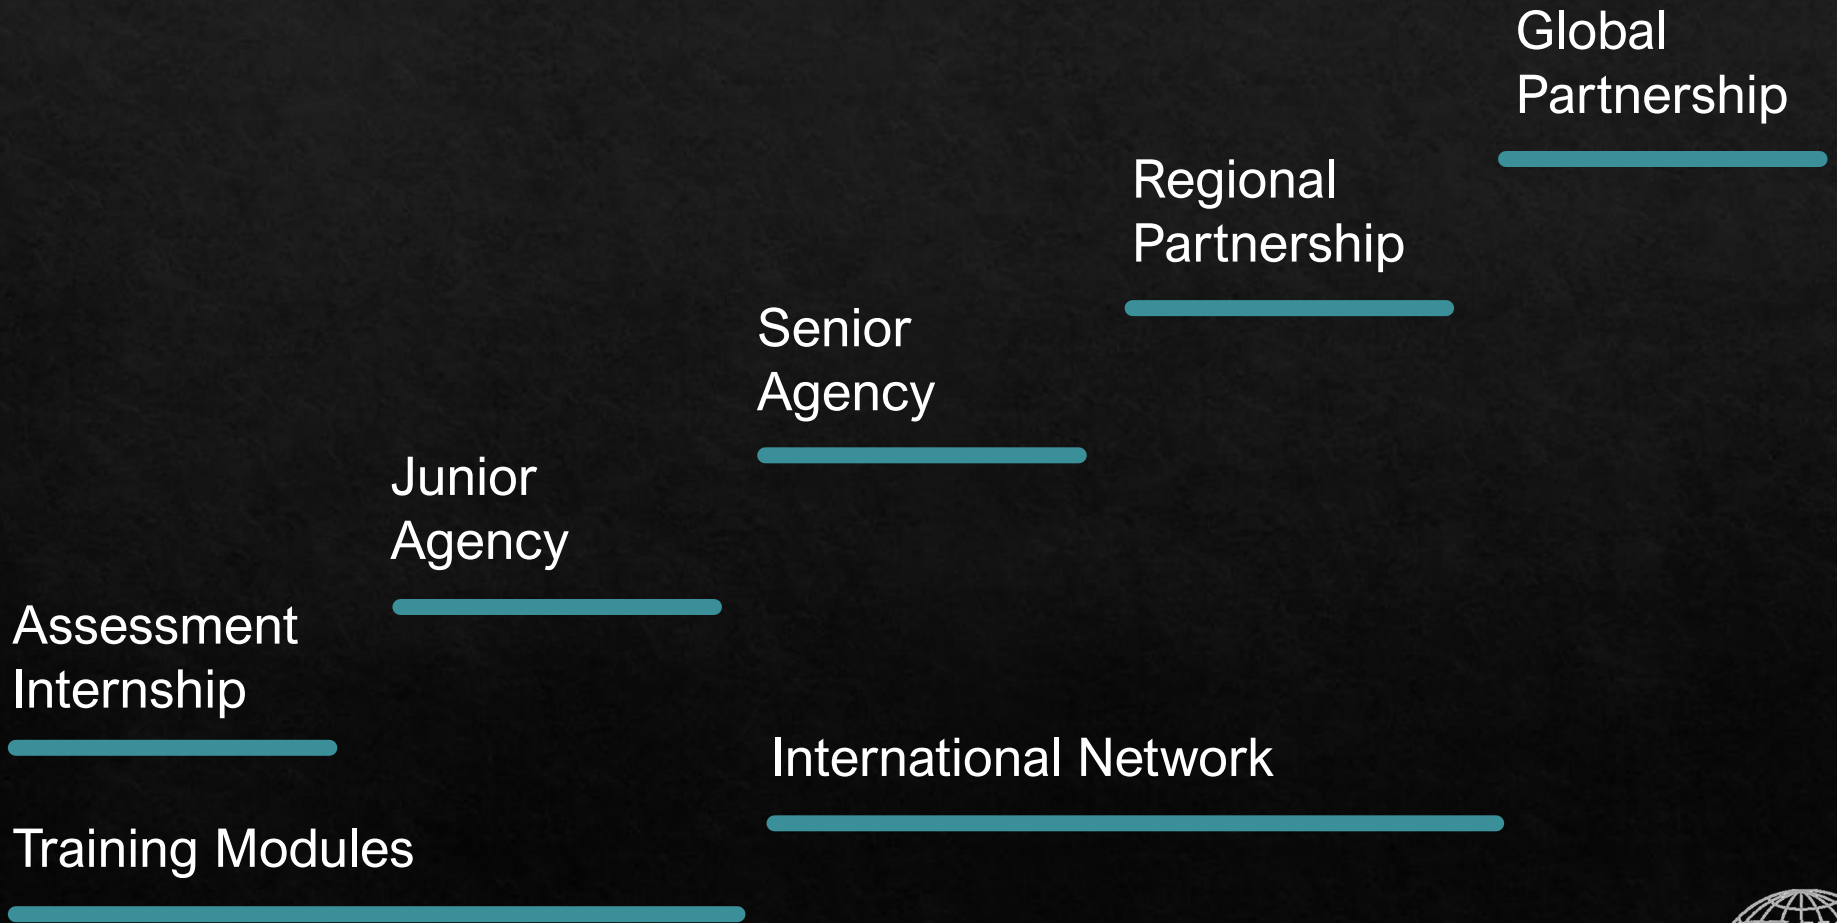 Global
Partnership
Regional
Partnership
Senior
Agency
Junior
Agency
Assessment
Internship
International Network
Training Modules